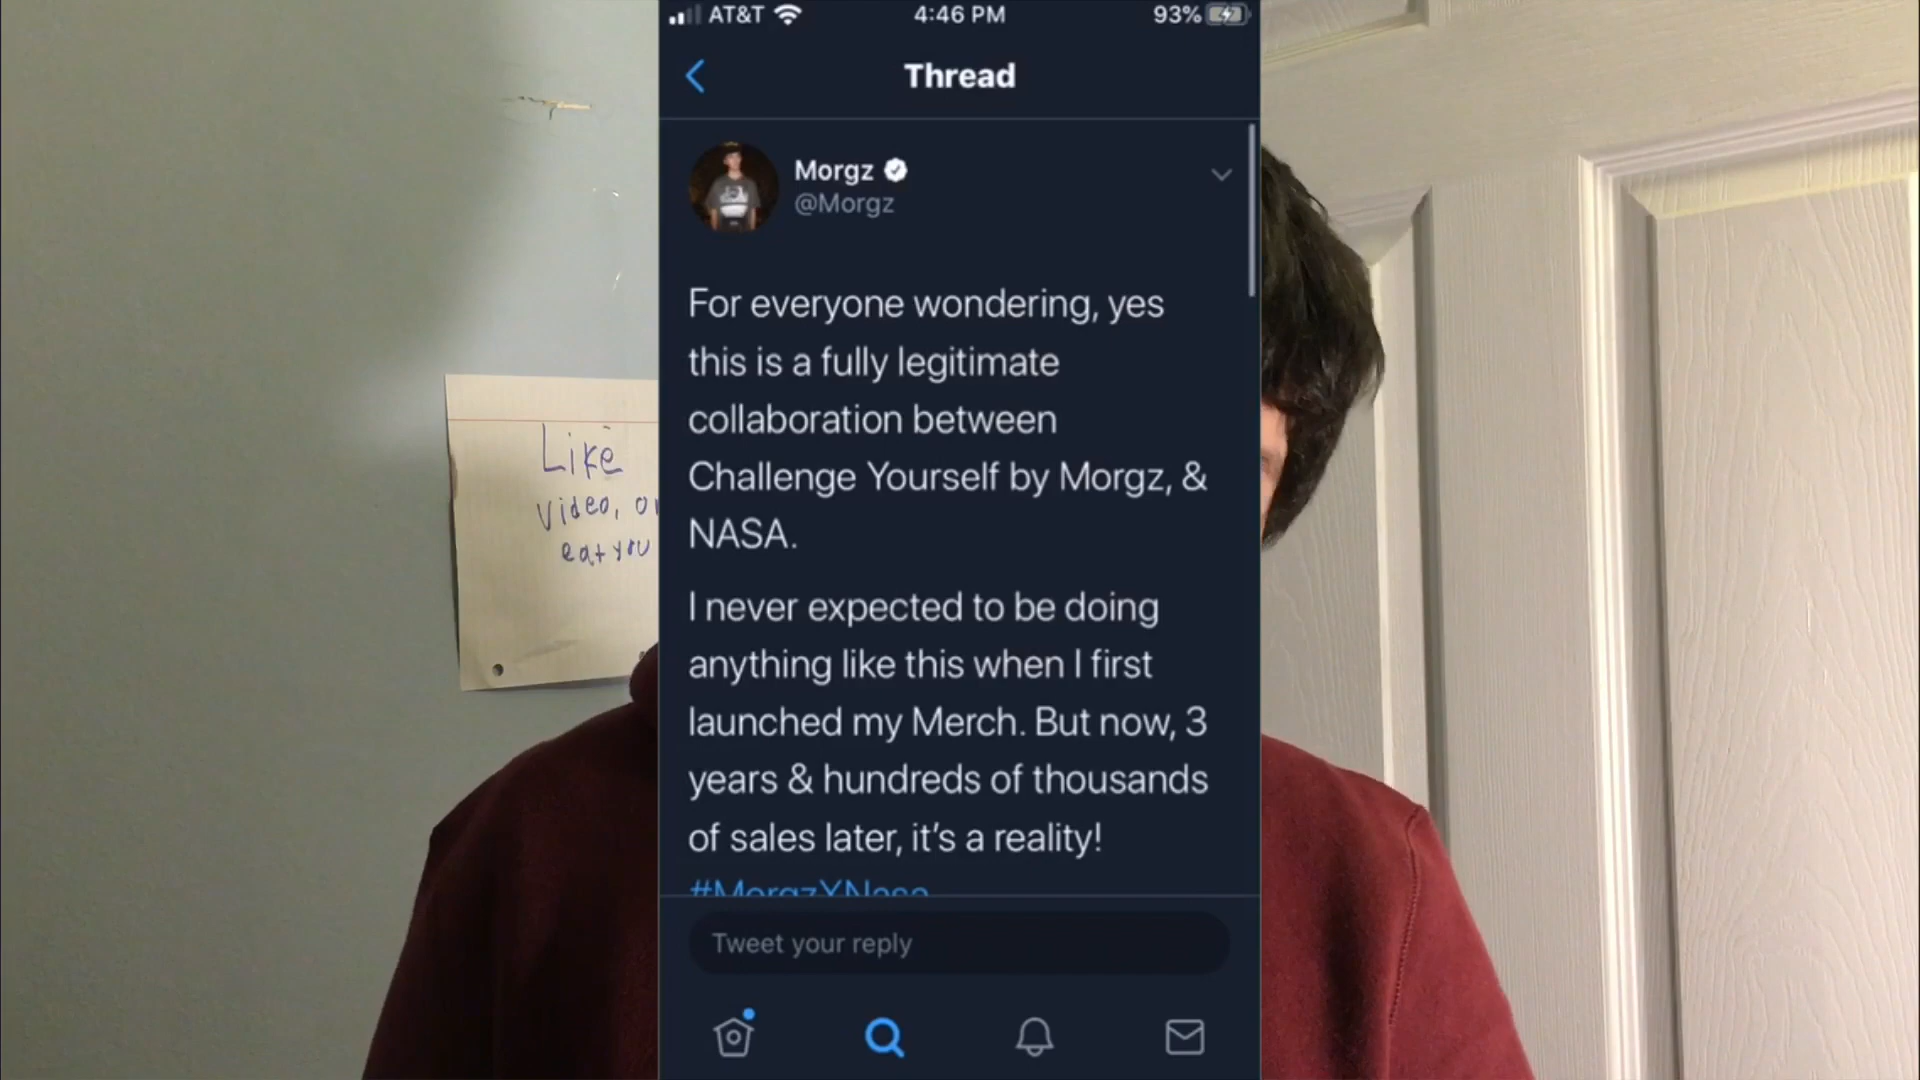 AT&T 4:46 PM 93%
Thread
Morgz
@Morgz
For everyone wondering, yes
this is a fully legitimate
collaboration between
Challenge Yourself by Morgz, &
NASA.
I never expected to be doing
anything like this when I first
launched my Merch. But now, 3
years & hundreds of thousands
of sales later, it's a reality!
#MorgzXNasa
Tweet your reply
Like
video, or
eat you